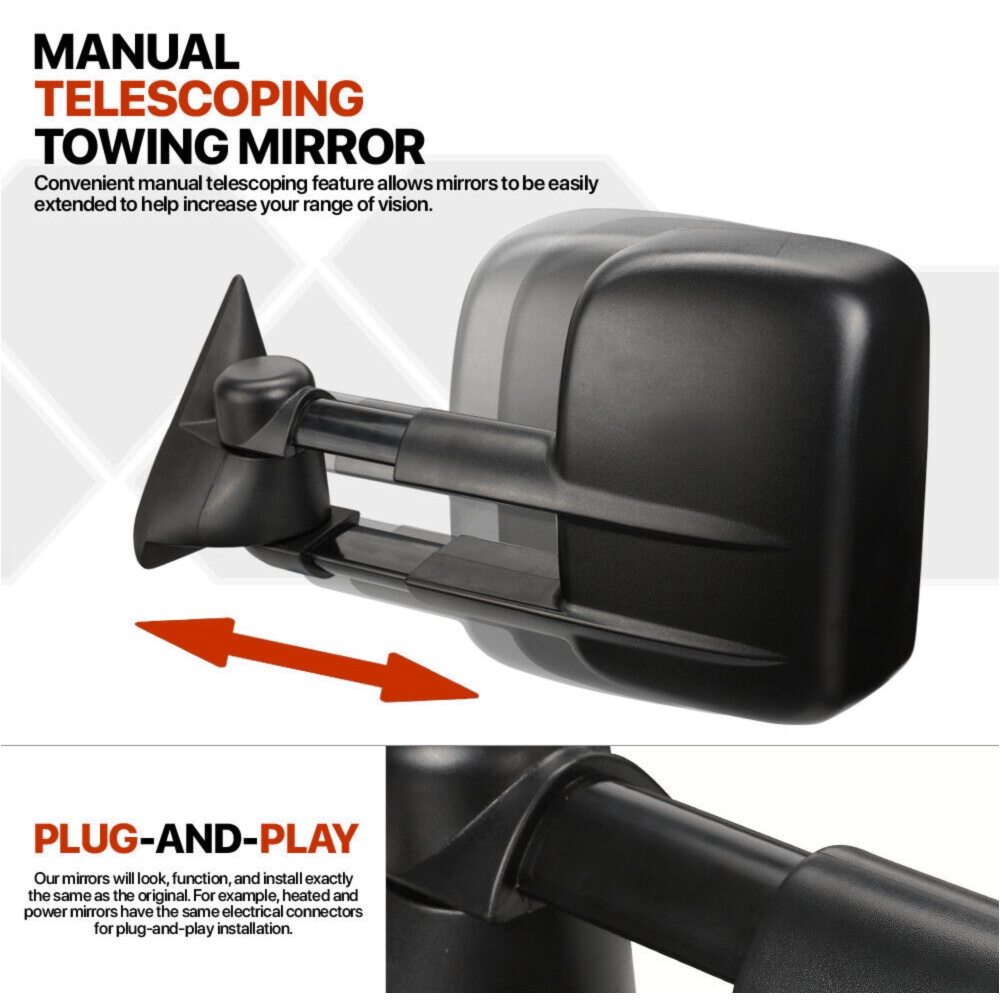 MANUAL
TELESCOPING
TOWING MIRROR
Convenient manual telescoping feature allows mirrors to be easily
extended to help increase your range of vision.
PLUG-AND-PLAY
Our mirrors will look, function, and install exactly
the same as the original. For example, heated and
power mirrors have the same electrical connectors
for plug-and-play installation.